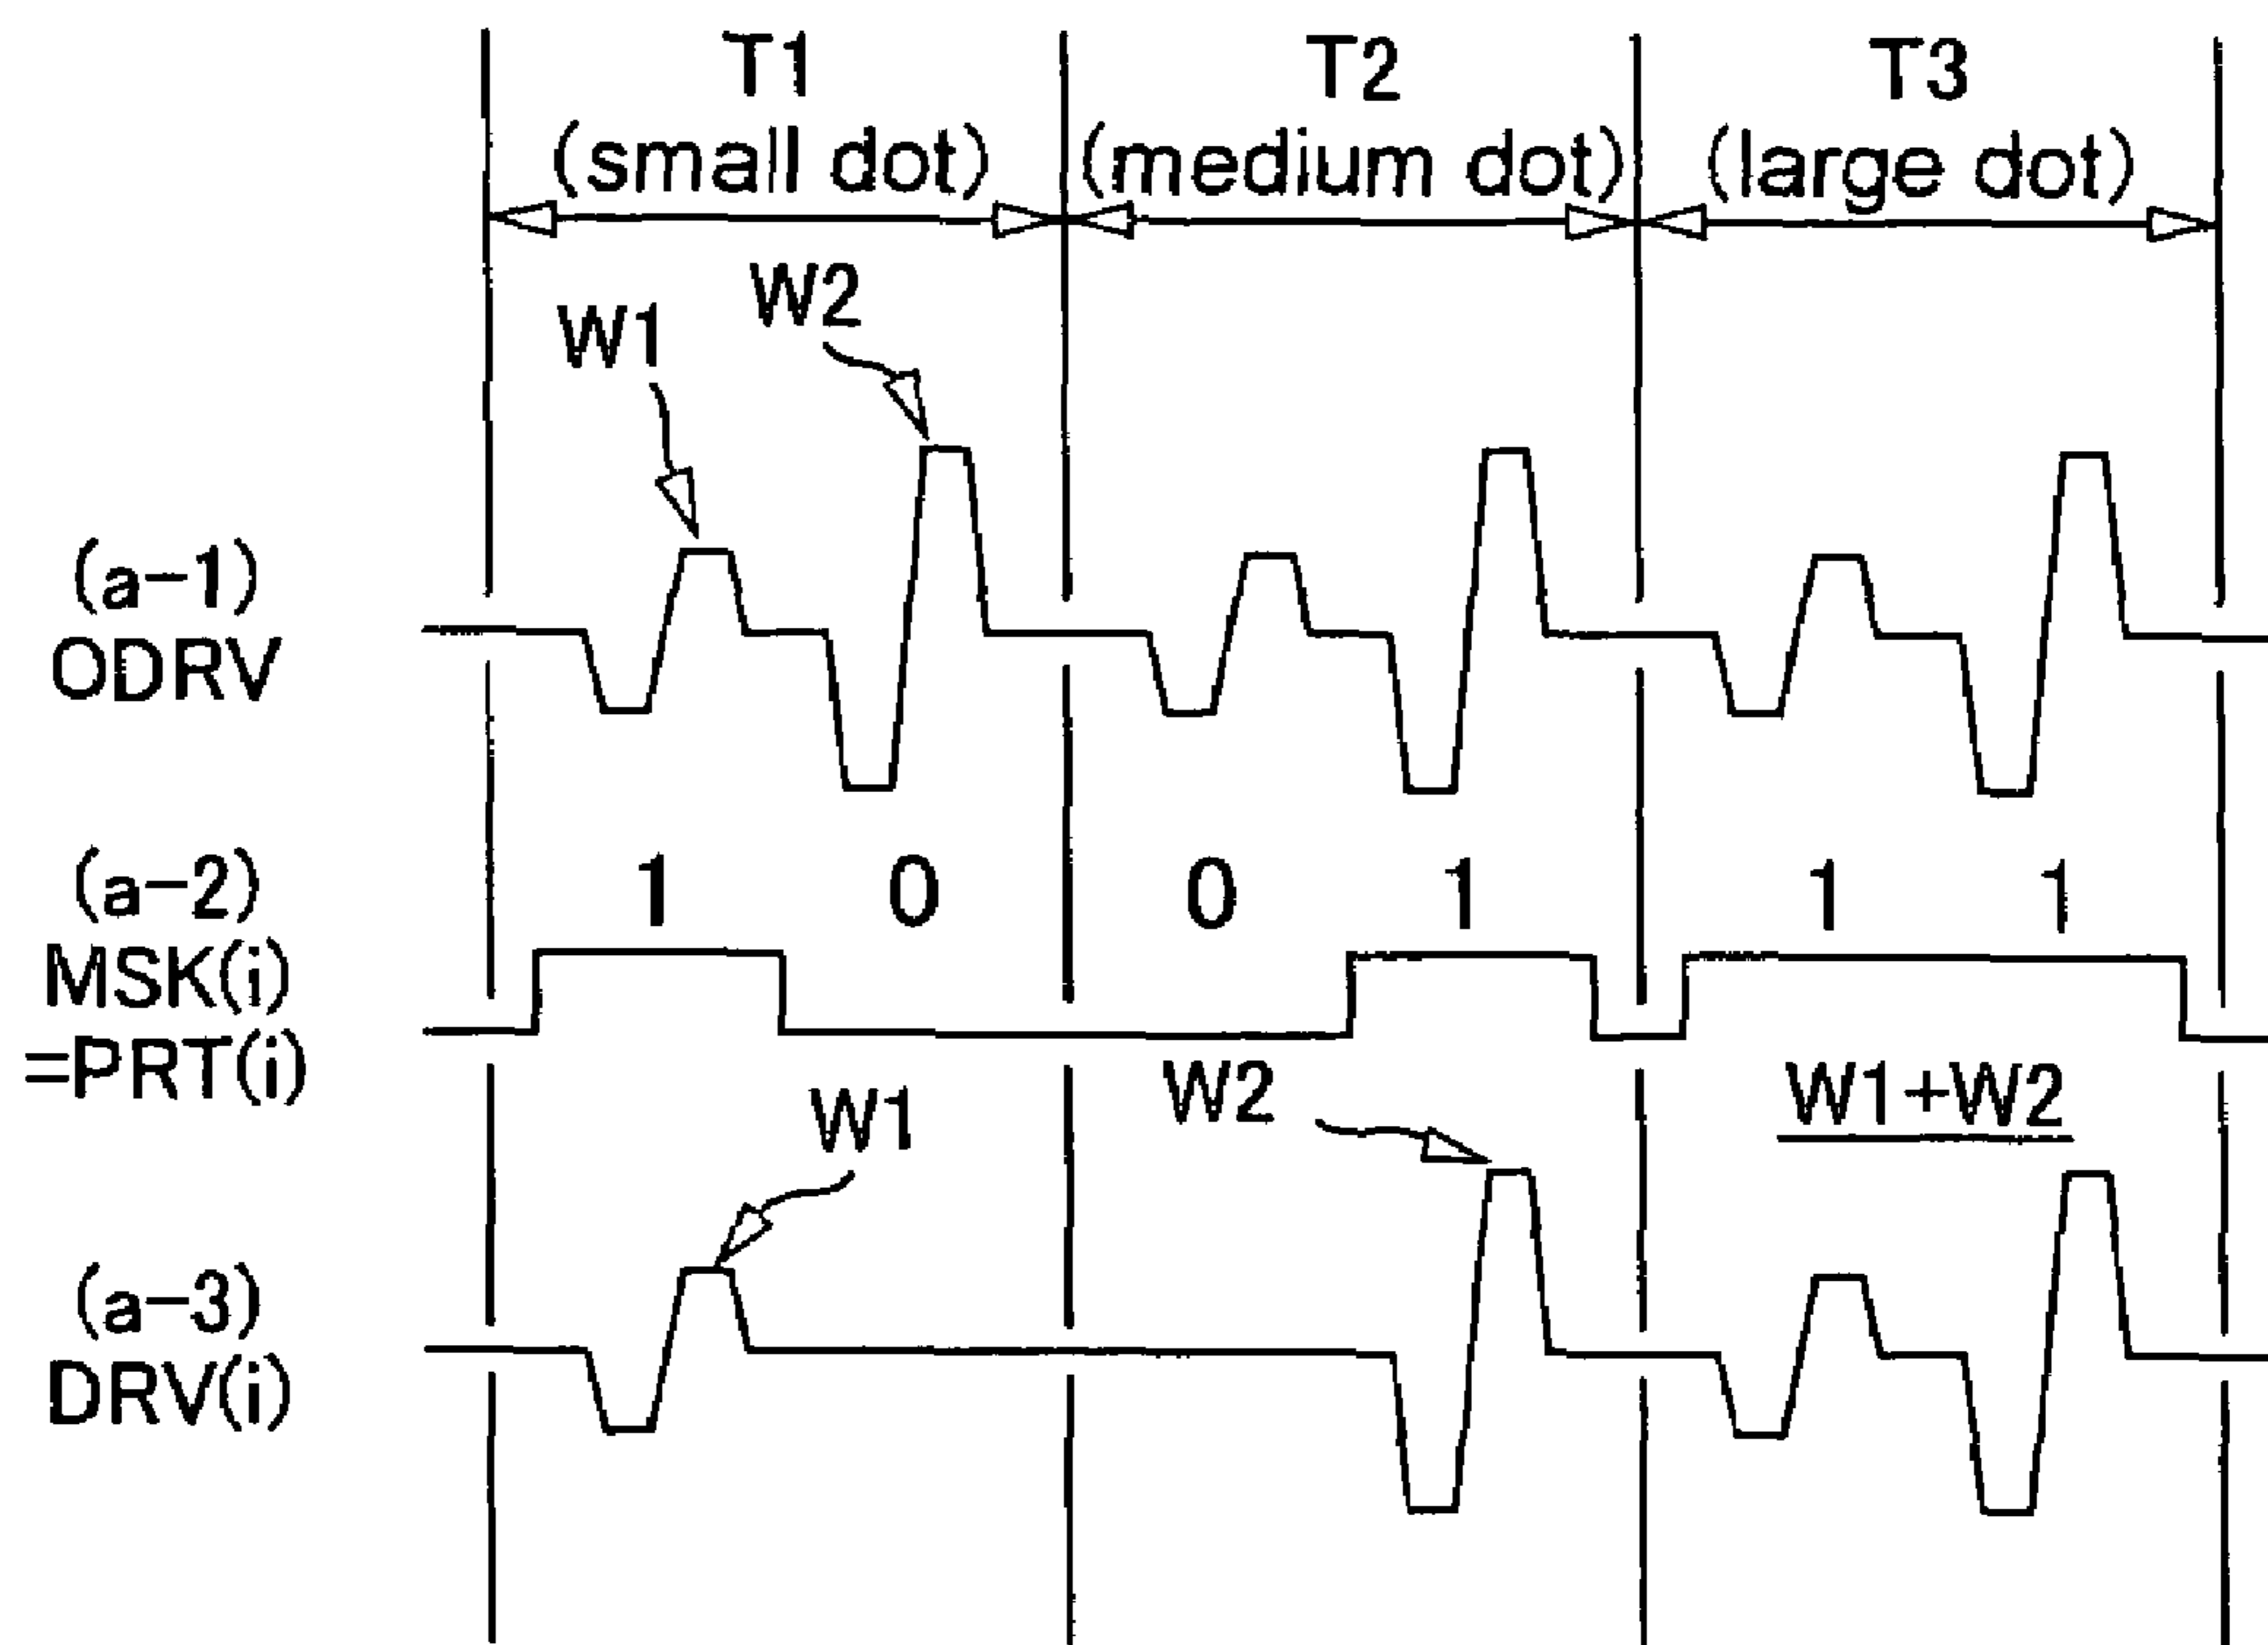 T1 T2 T3
(small dot) (medium dot) (large dot)
W1 W2
(a-1)
ODRV
(a-2) 1 0 0 1 1 1
MSK(i)
=PRT(i)
W1 W2 W1+W2
(a-3)
DRV(i)